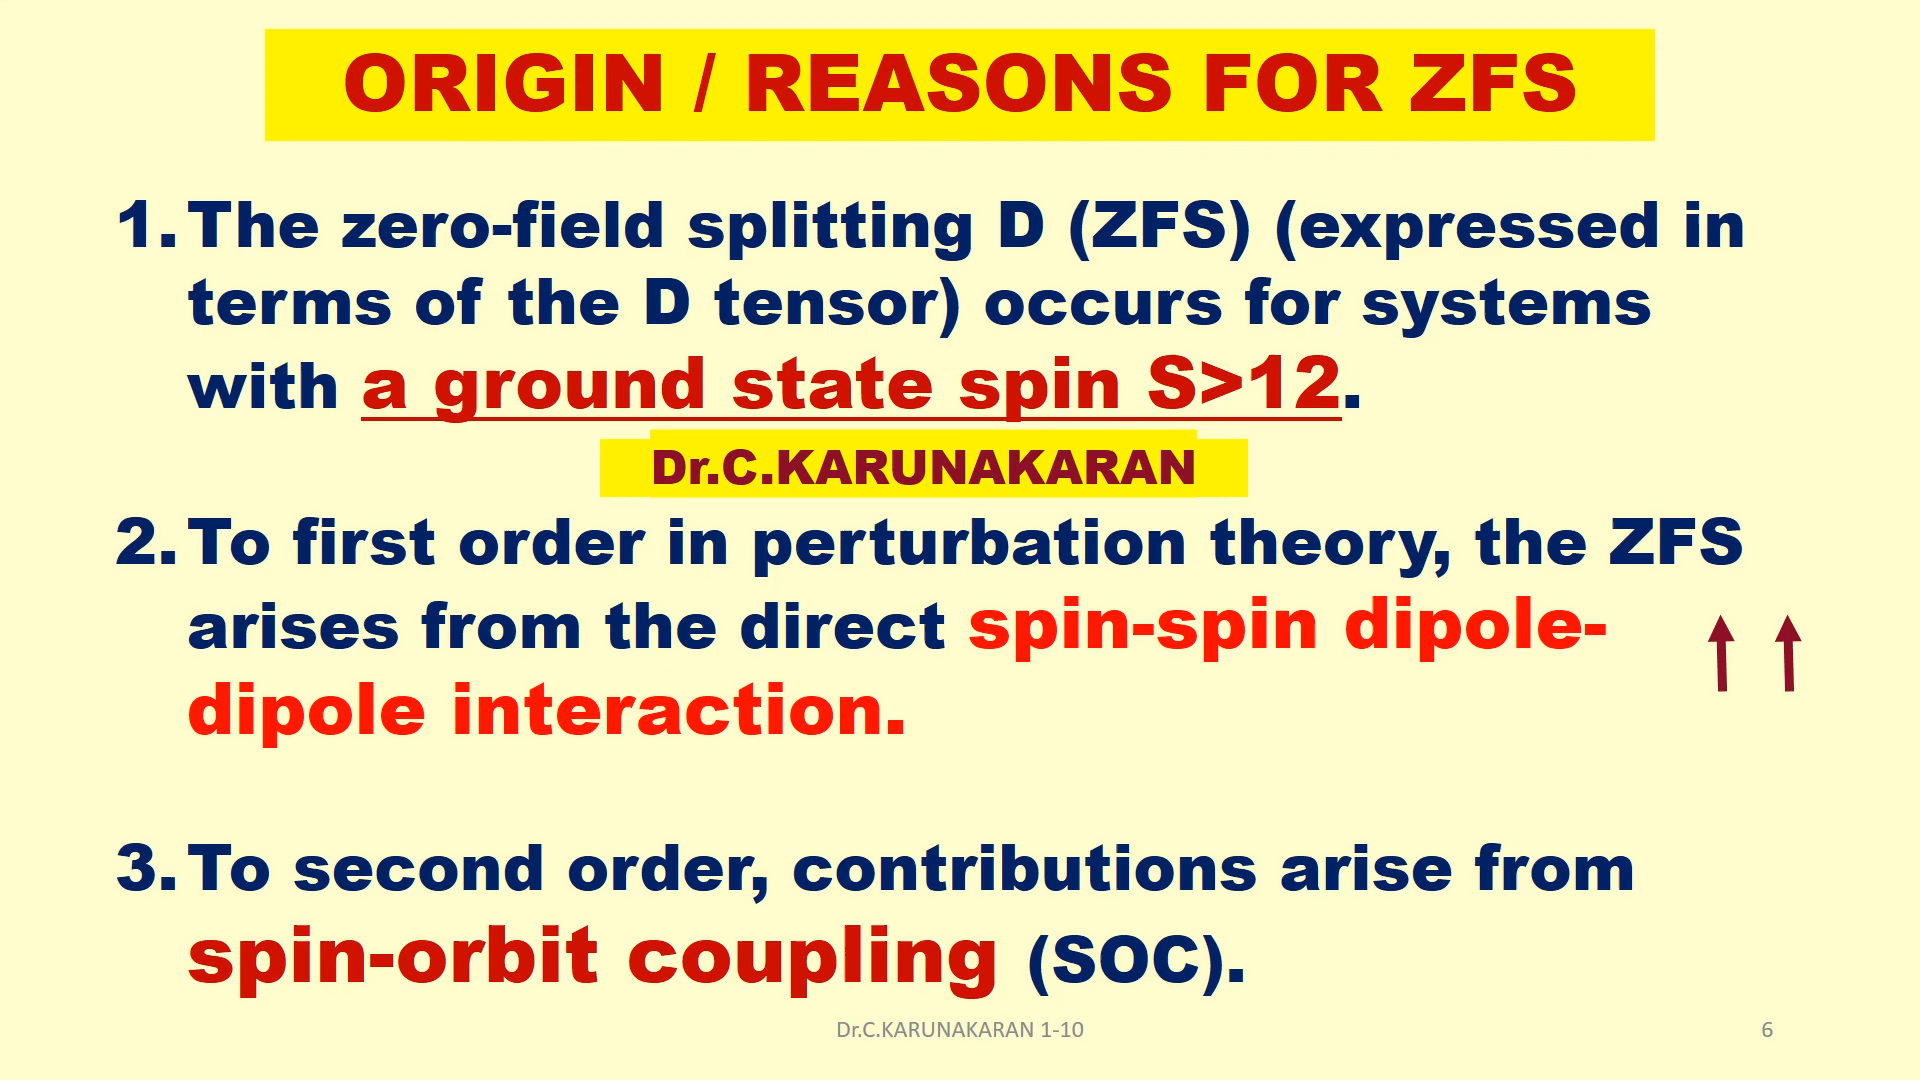 ORIGIN / REASONS FOR ZFS
1. The zero-field splitting D (ZFS) (expressed in
terms of the D tensor) occurs for systems
with a ground state spin S>12.
Dr.C.KARUNAKARAN
2. To first order in perturbation theory, the ZFS
arises from the direct spin-spin dipole-
dipole interaction.
3. To second order, contributions arise from
spin-orbit coupling (SOC).
Dr.C.KARUNAKARAN 1-10
6